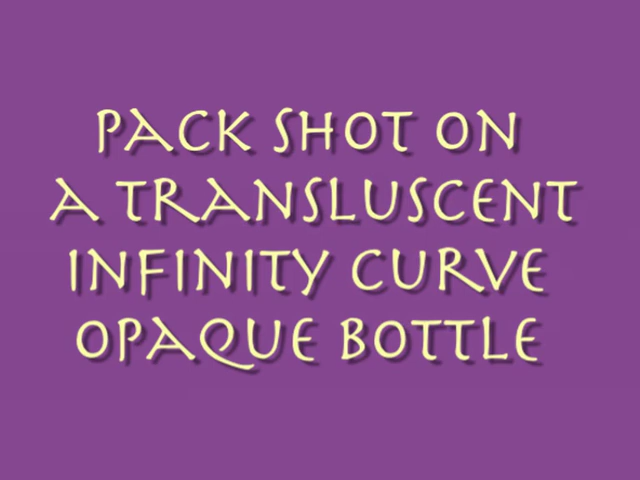 PACK SHOT ON
A TRANSLUSCENT
INFINITY CURVE
OPAQUE BOTTLE